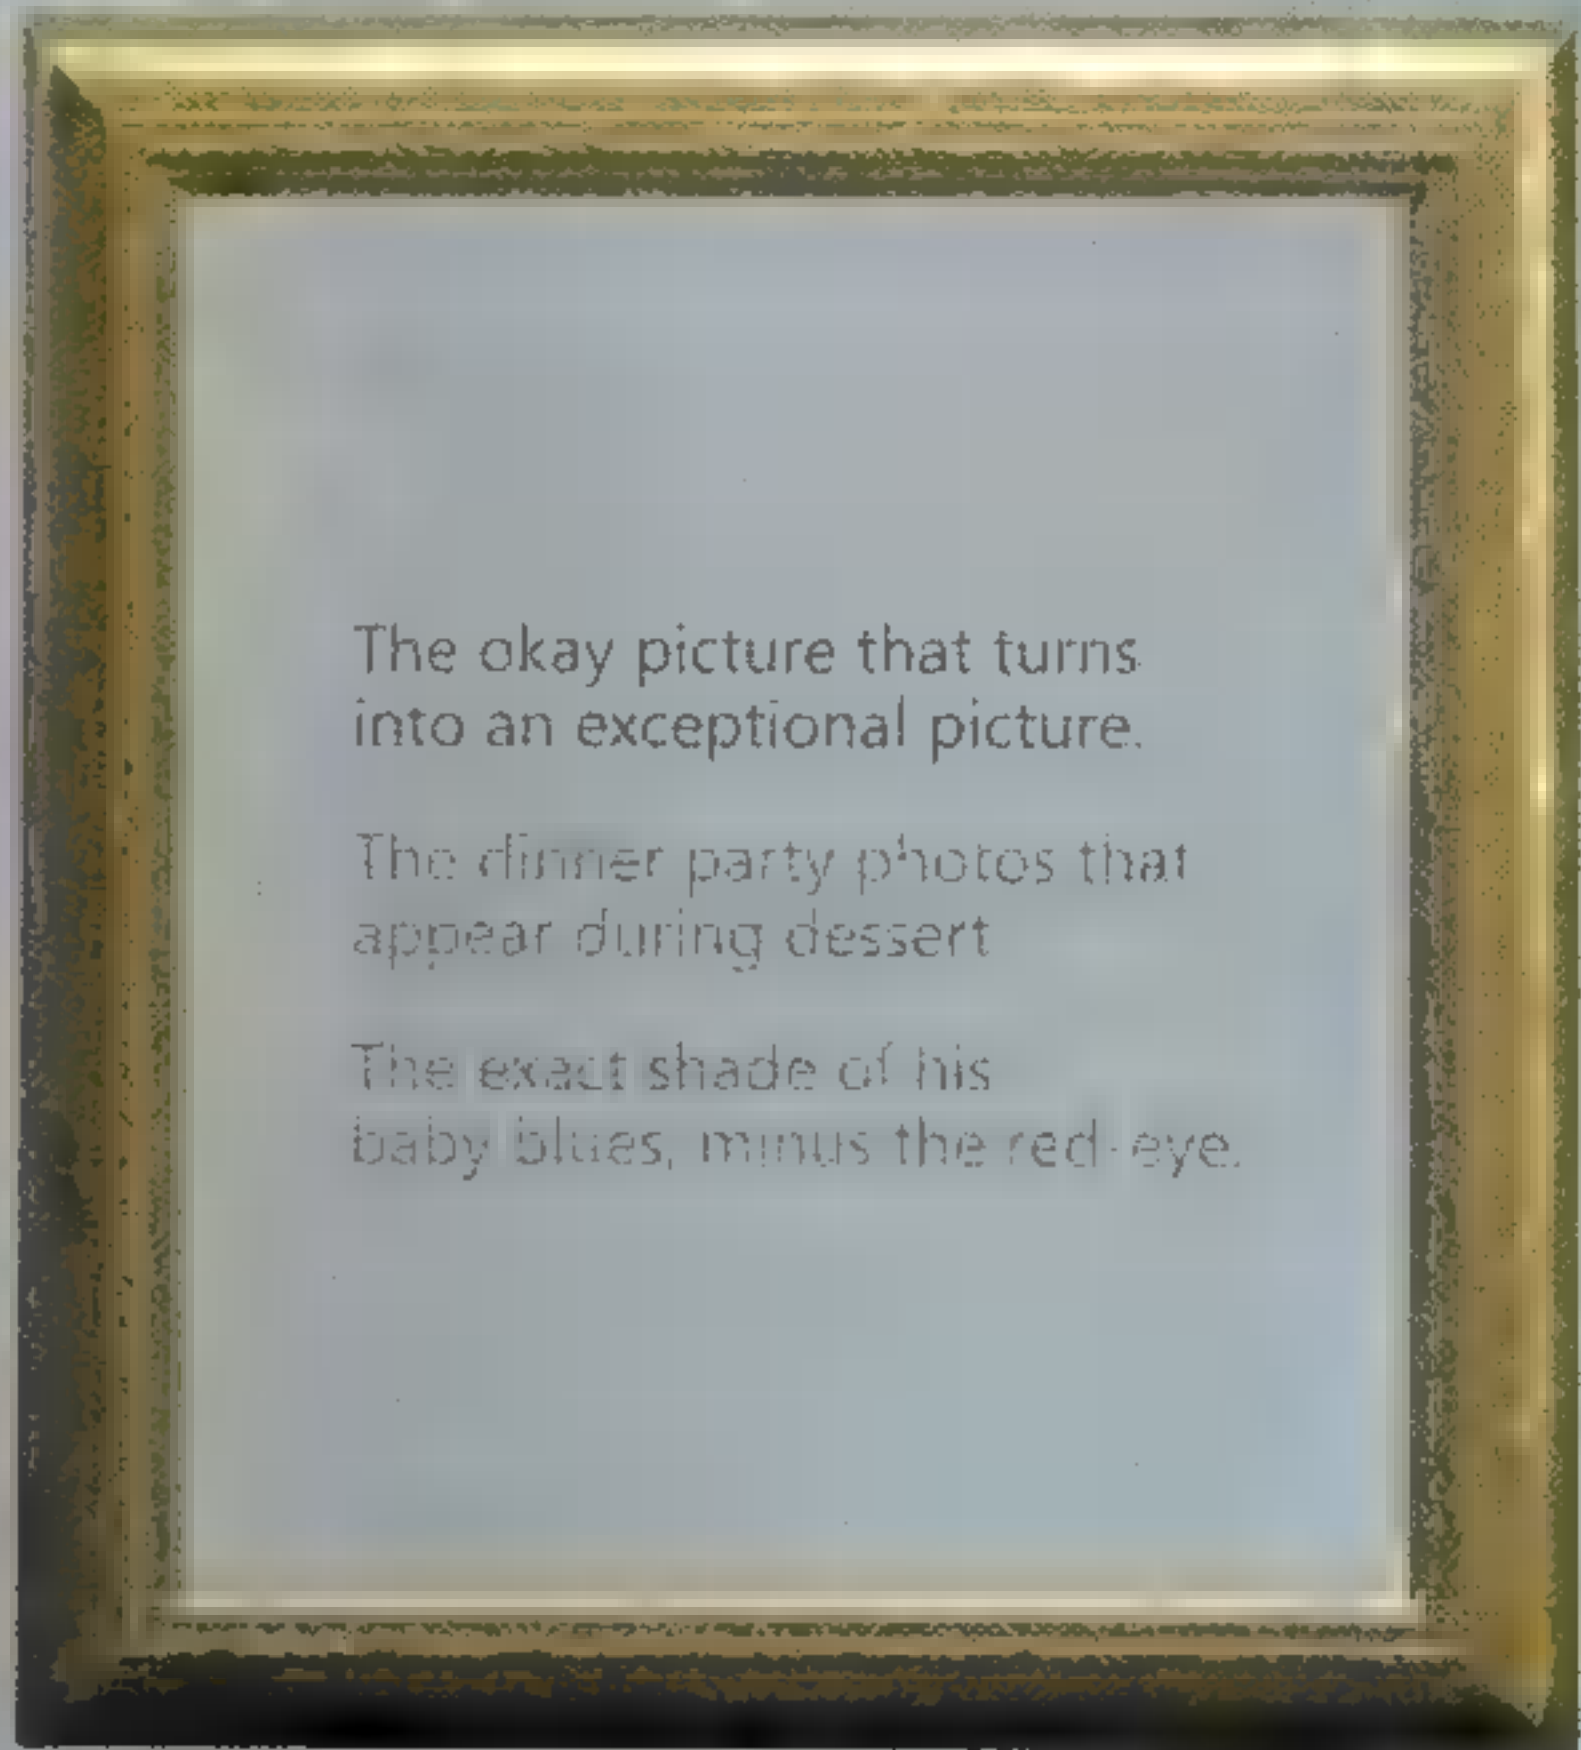 The okay picture that turns
into an exceptional picture.
The dinner party photos that
appear during dessert
The exact shade of his
baby blues, minus the red-eye.